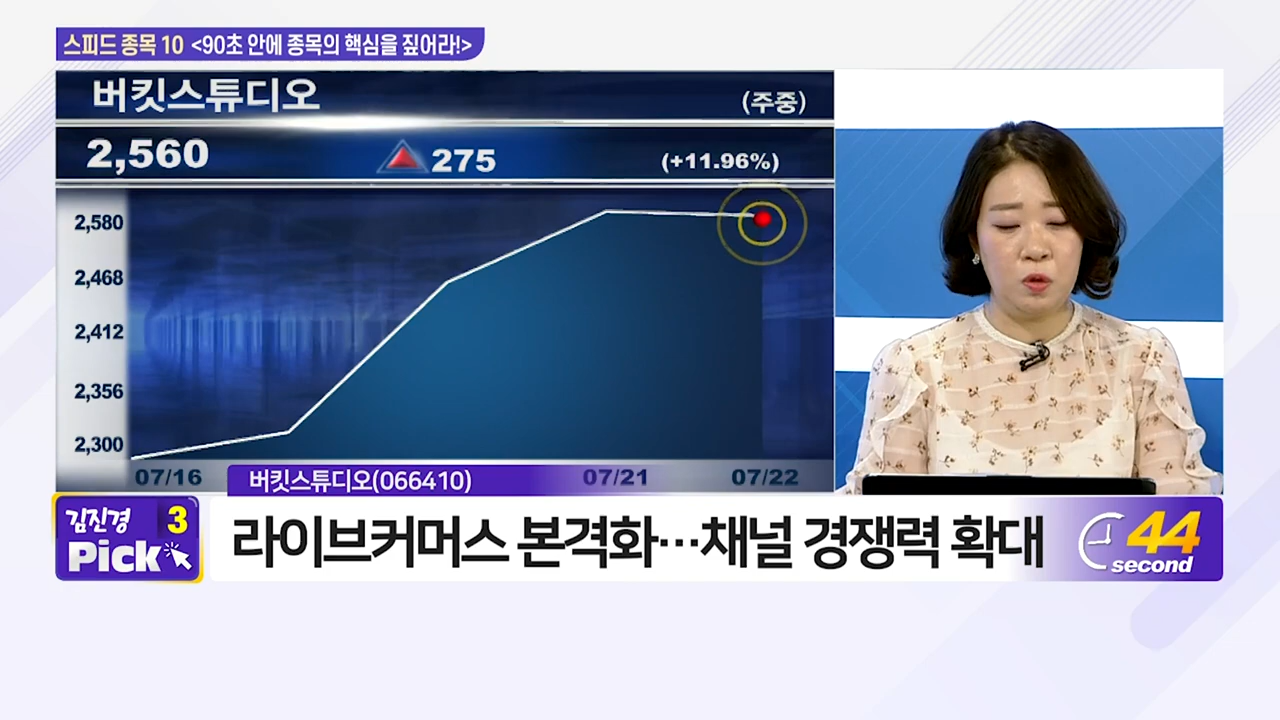 스피드 종목 10 <90초 안에 종목의 핵심을 짚어라!>
버킷스튜디오
(주중)
2,560
275
(+11.96%)
2,580
2,468
2,412
2,356
2,300
07/16
07/21
07/22
버킷스튜디오(066410)
김진경 3
Pick
라이브커머스 본격화…채널 경쟁력 확대
44
second